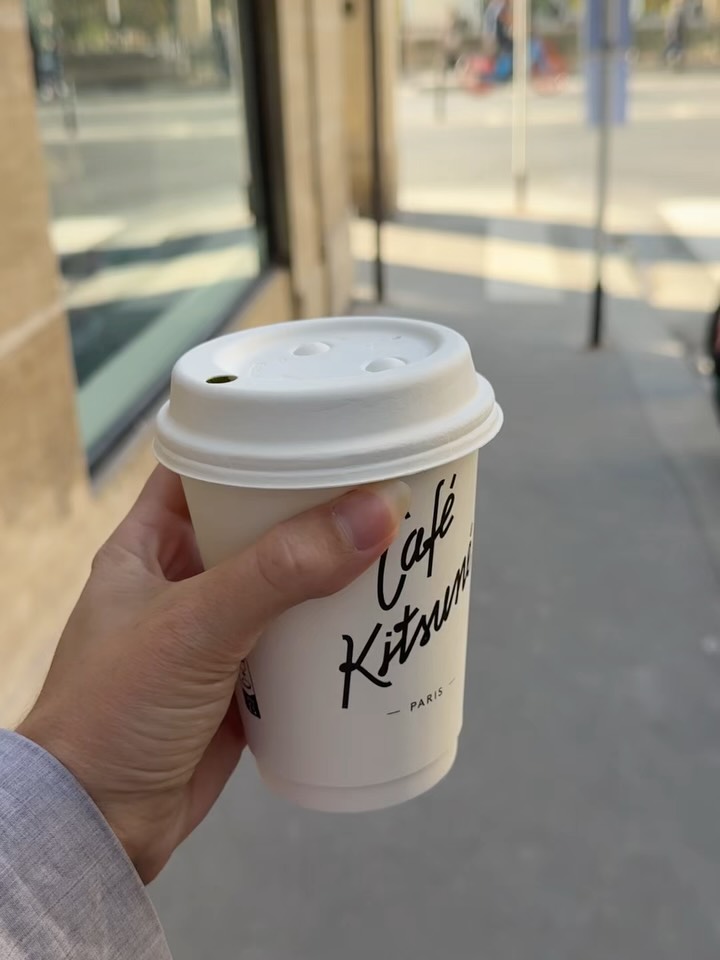 Café
Kitsuné
— PARIS —